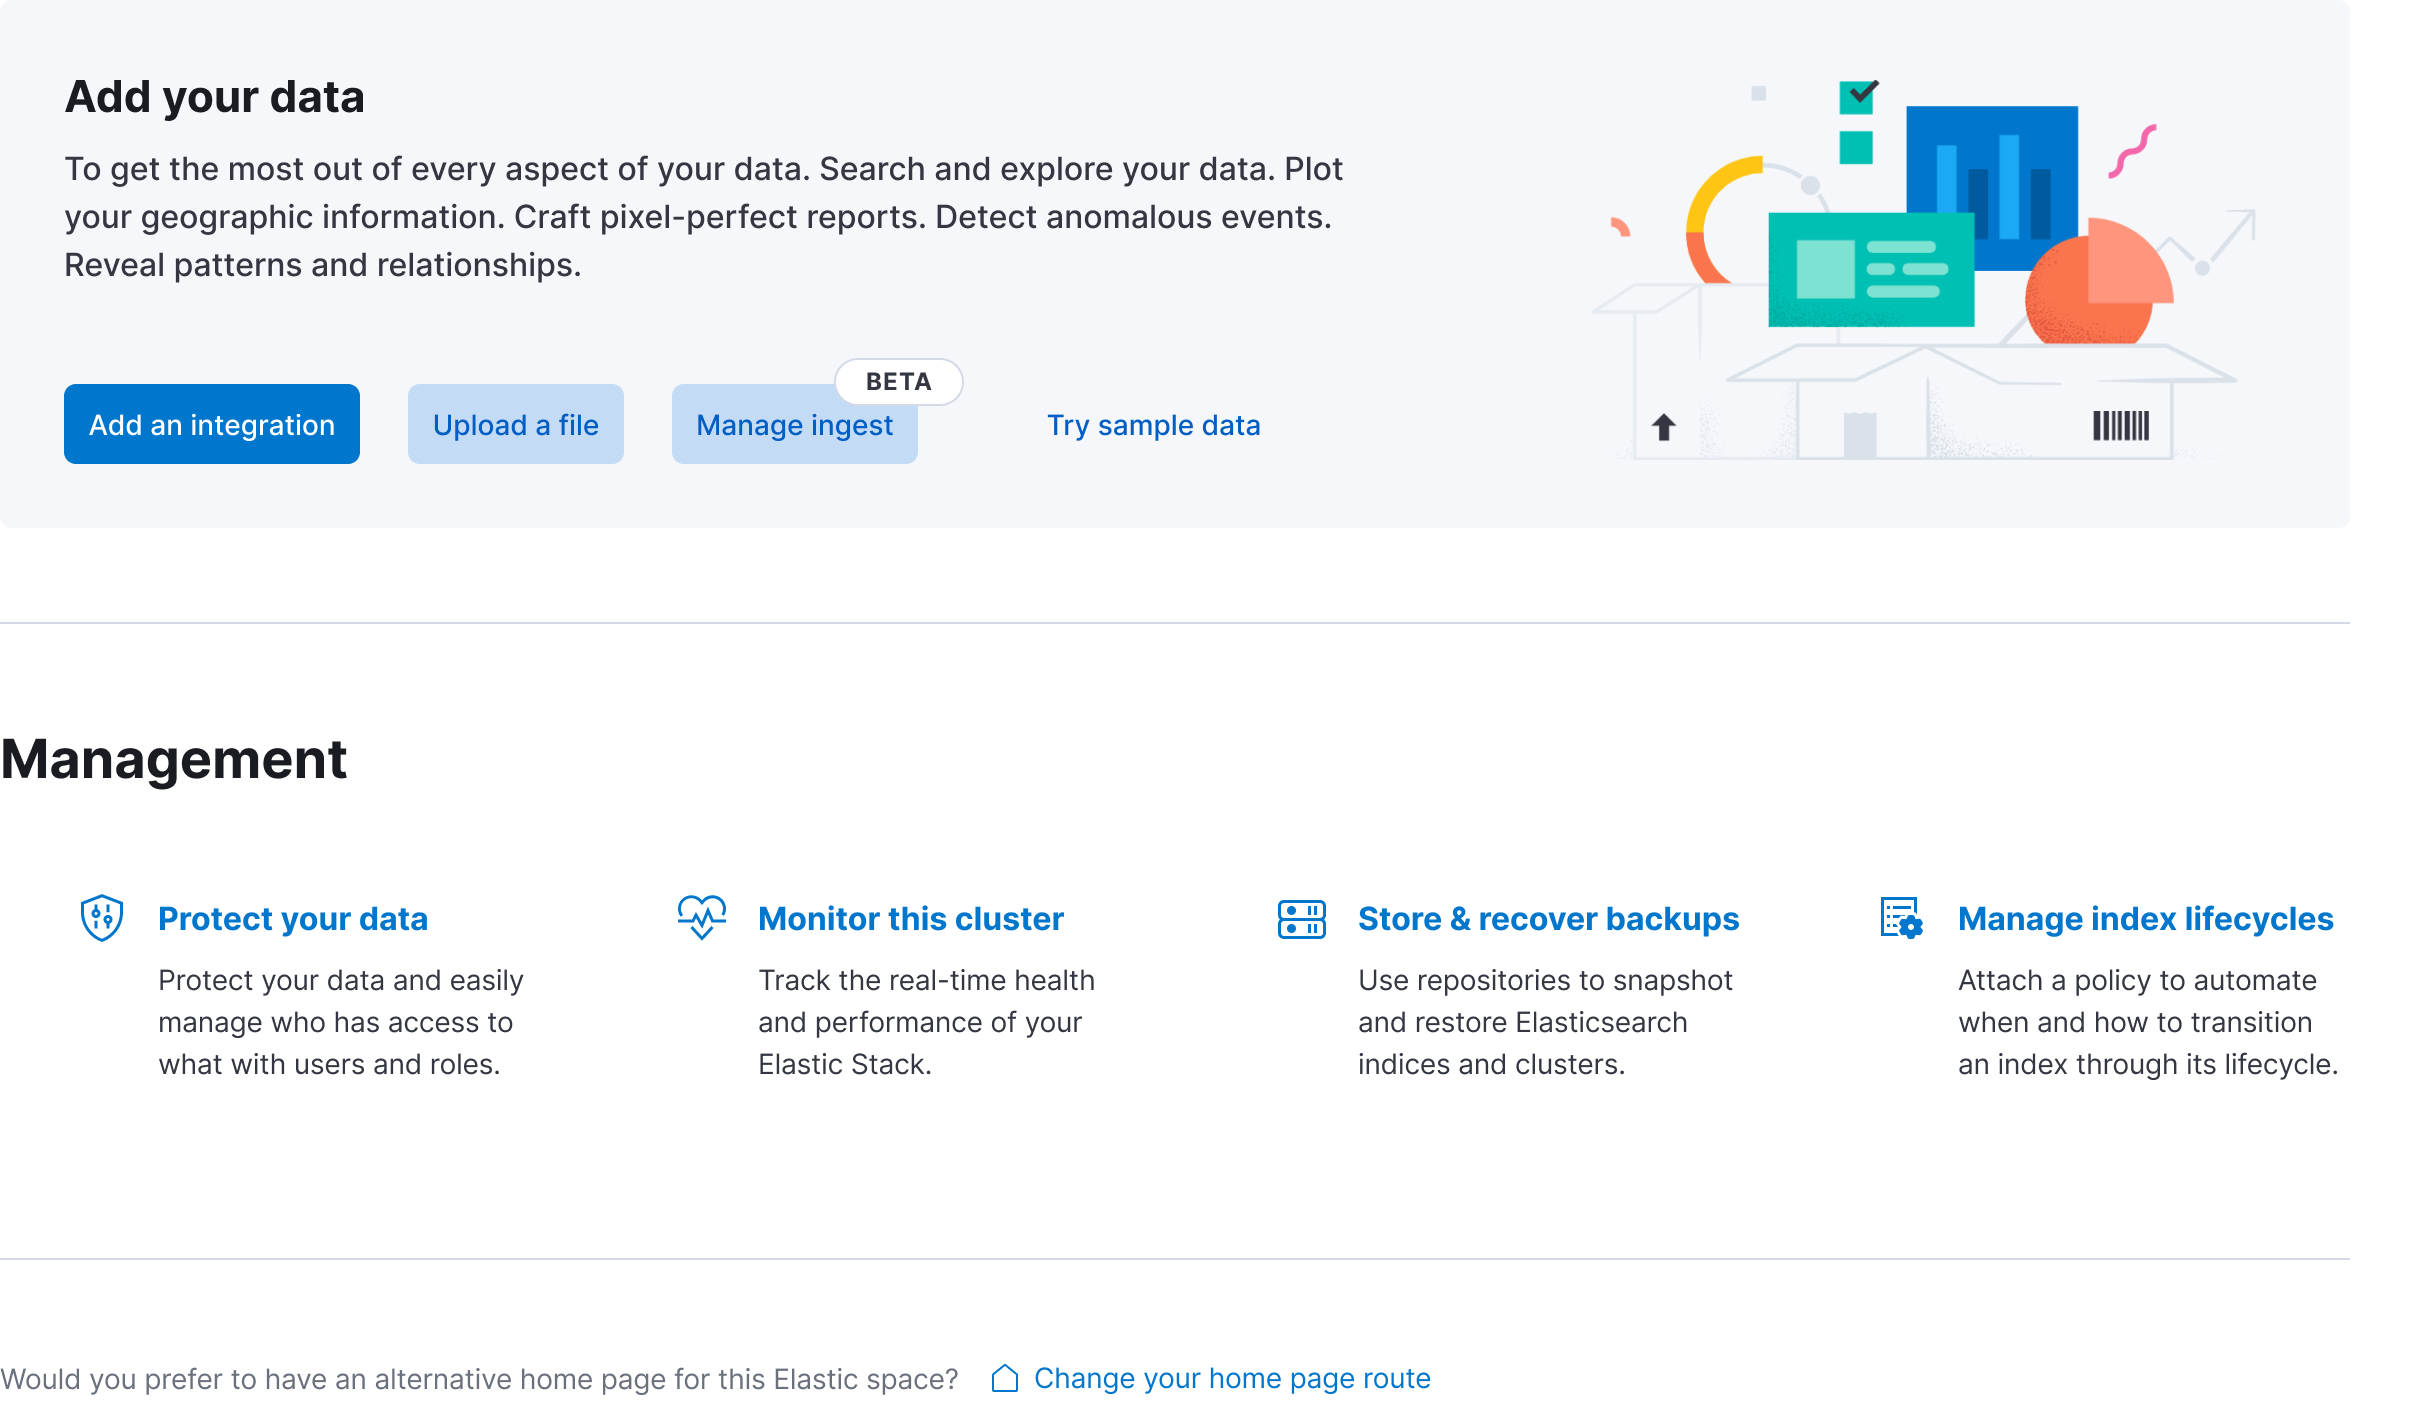 Add your data
To get the most out of every aspect of your data. Search and explore your data. Plot
your geographic information. Craft pixel-perfect reports. Detect anomalous events.
Reveal patterns and relationships.
BETA
Add an integration
Upload a file
Manage ingest
Try sample data
Management
Protect your data
Protect your data and easily
manage who has access to
what with users and roles.
Monitor this cluster
Track the real-time health
and performance of your
Elastic Stack.
Store & recover backups
Use repositories to snapshot
and restore Elasticsearch
indices and clusters.
Manage index lifecycles
Attach a policy to automate
when and how to transition
an index through its lifecycle.
Would you prefer to have an alternative home page for this Elastic space?
Change your home page route